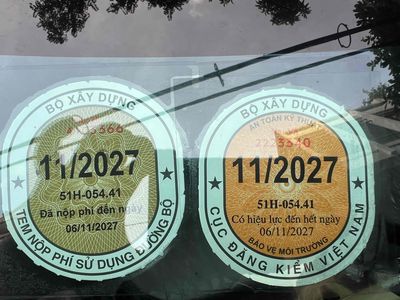 BỘ XÂY DỰNG
11/2027
51H-054.41
Đã nộp phí đến ngày
06/11/2027
TEM NỘP PHÍ SỬ DỤNG ĐƯỜNG BỘ
BỘ XÂY DỰNG
AN TOÀN KỸ THUẬT
11/2027
51H-054.41
Có hiệu lực đến hết ngày
06/11/2027
BẢO VỆ MÔI TRƯỜNG
CỤC ĐĂNG KIỂM VIỆT NAM